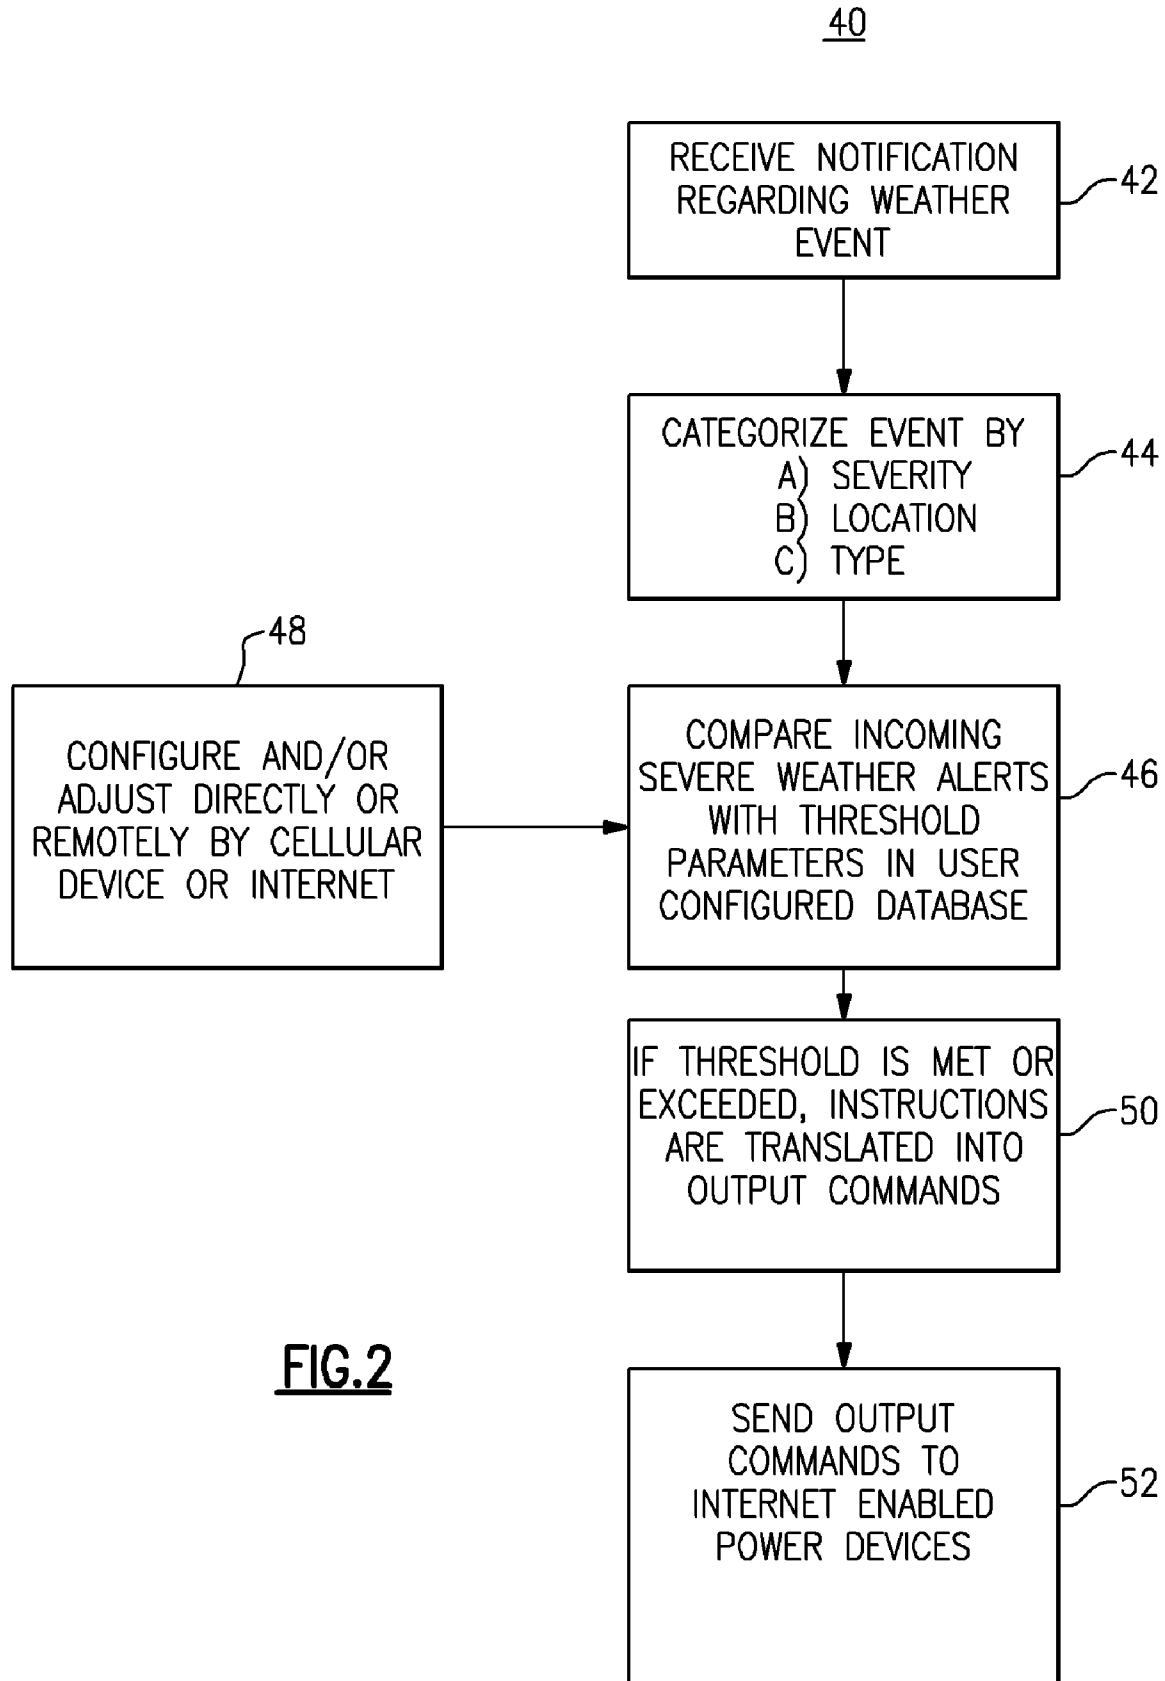 40
RECEIVE NOTIFICATION
REGARDING WEATHER
EVENT
42
CATEGORIZE EVENT BY
A) SEVERITY
B) LOCATION
C) TYPE
44
48
CONFIGURE AND/OR
ADJUST DIRECTLY OR
REMOTELY BY CELLULAR
DEVICE OR INTERNET
COMPARE INCOMING
SEVERE WEATHER ALERTS
WITH THRESHOLD
PARAMETERS IN USER
CONFIGURED DATABASE
46
IF THRESHOLD IS MET OR
EXCEEDED, INSTRUCTIONS
ARE TRANSLATED INTO
OUTPUT COMMANDS
50
FIG.2
SEND OUTPUT
COMMANDS TO
INTERNET ENABLED
POWER DEVICES
52